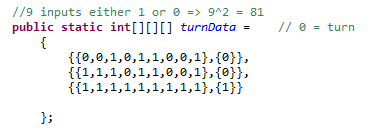 //9 inputs either 1 or 0 => 9^2 = 81
public static int[][][] turnData =    // 0 = turn
{
{{0,0,1,0,1,1,0,0,1},{0}},
{{1,1,1,0,1,1,0,0,1},{0}},
{{1,1,1,1,1,1,1,1,1},{1}}
};